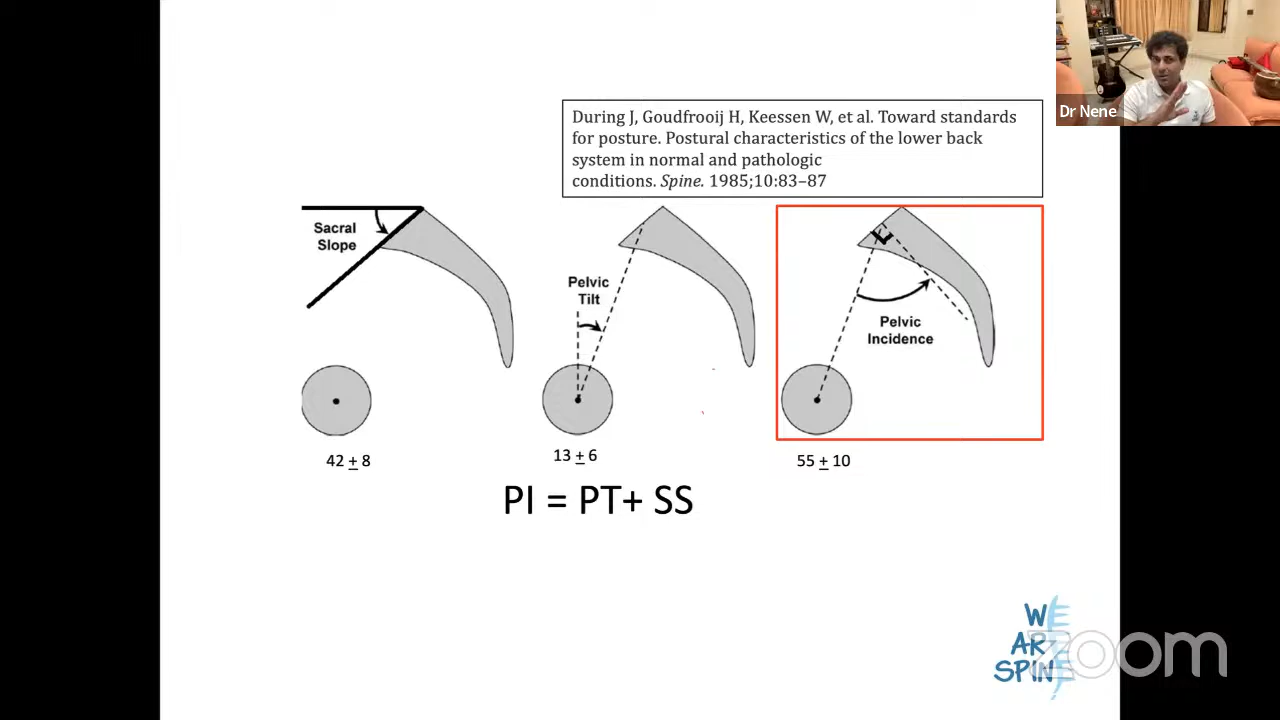 Dr Nene
During J, Goudfrooij H, Keessen W, et al. Toward standards
for posture. Postural characteristics of the lower back
system in normal and pathologic
conditions. Spine. 1985;10:83–87
Sacral
Slope
Pelvic
Tilt
Pelvic
Incidence
42 + 8
13 + 6
55 + 10
PI = PT+ SS
WE
ARE
SPINE
zoom